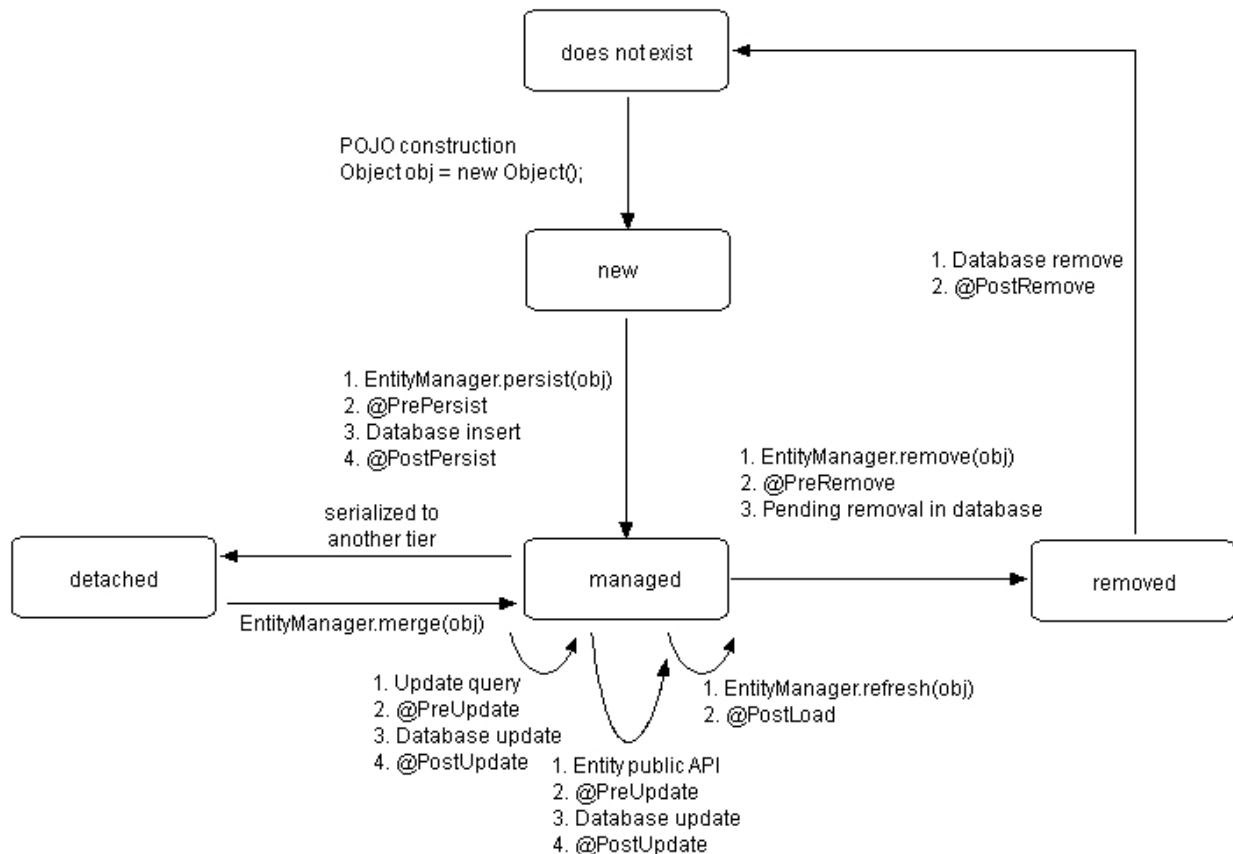 does not exist
POJO construction
Object obj = new Object();
new
1. Database remove
2. @PostRemove
1. EntityManager.persist(obj)
2. @PrePersist
3. Database insert
4. @PostPersist
1. EntityManager.remove(obj)
2. @PreRemove
3. Pending removal in database
serialized to
another tier
detached
managed
removed
EntityManager.merge(obj)
1. Update query
2. @PreUpdate
3. Database update
4. @PostUpdate
1. EntityManager.refresh(obj)
2. @PostLoad
1. Entity public API
2. @PreUpdate
3. Database update
4. @PostUpdate